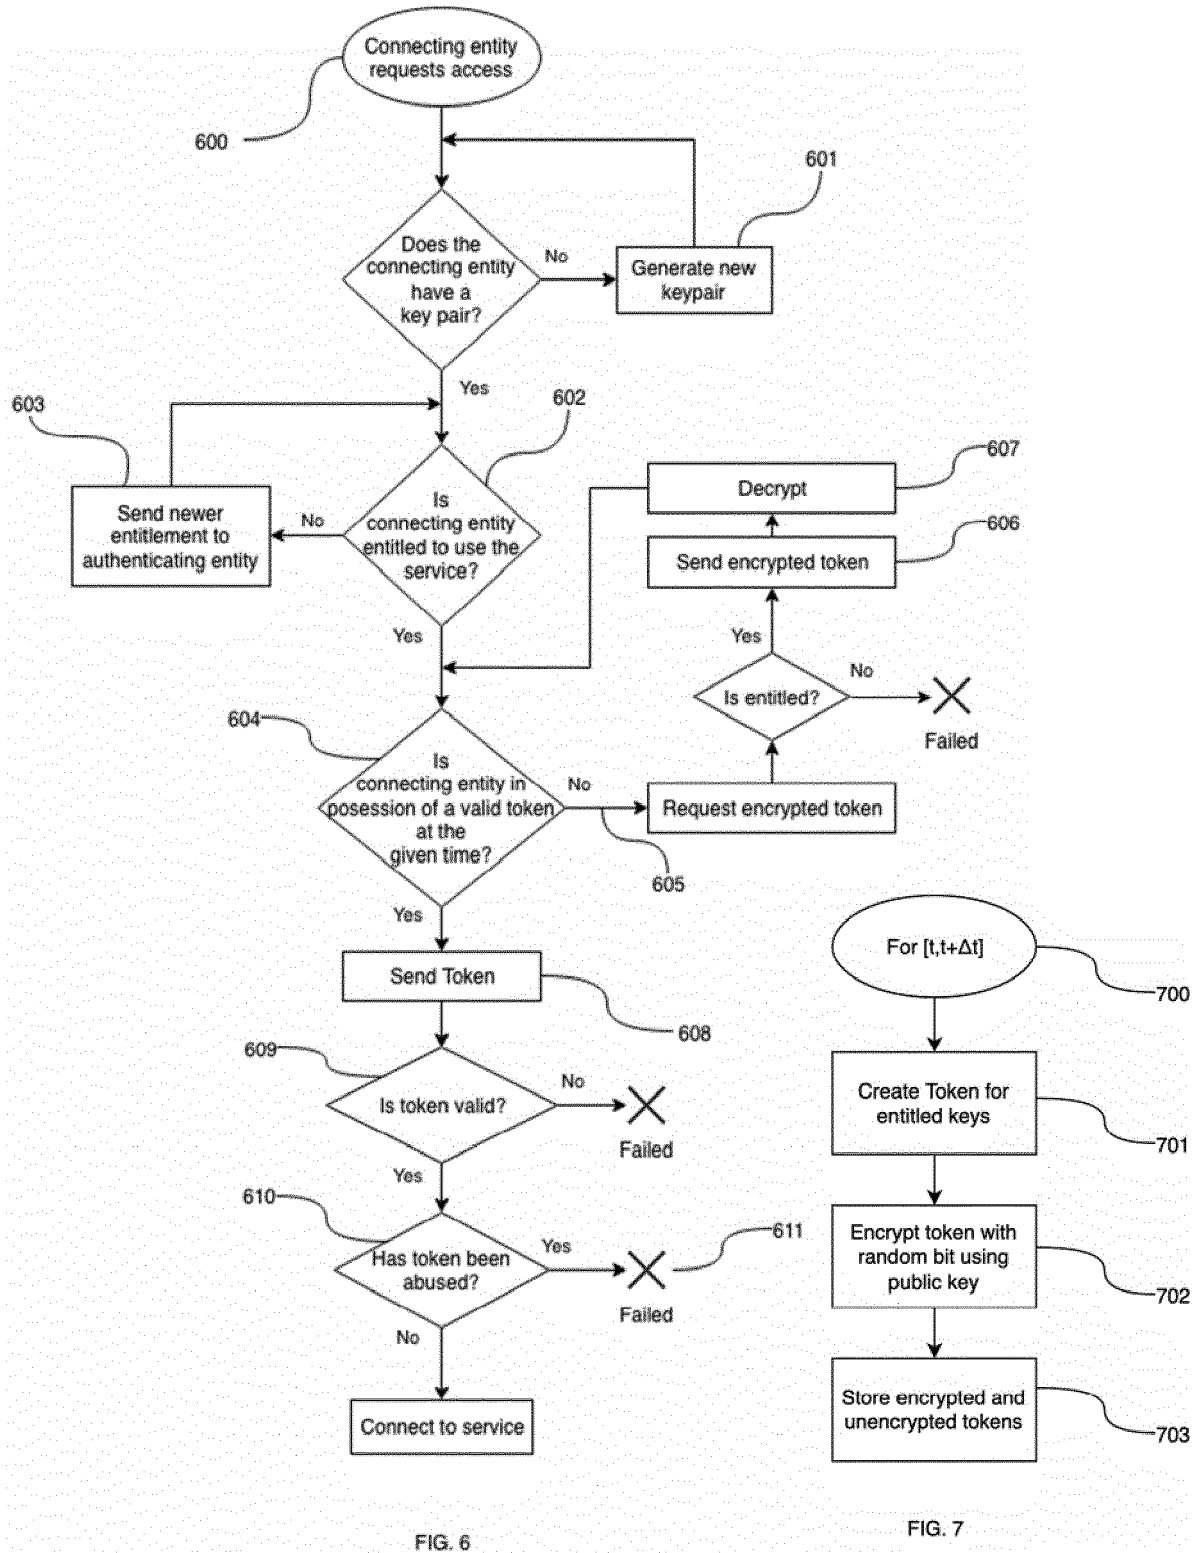 Connecting entity
requests access
600
601
Does the
connecting entity
have a
key pair?
No
Generate new
keypair
Yes
603
602
607
Decrypt
Send newer
entitlement to
authenticating entity
No
Is
connecting entity
entitled to use the
service?
606
Send encrypted token
Yes
Yes
Is entitled?
No
Failed
604
Is
connecting entity in
posession of a valid token
at the
given time?
No
Request encrypted token
605
Yes
Send Token
608
609
Is token valid?
No
Failed
Yes
610
Has token been
abused?
Yes
611
Failed
No
Connect to service
FIG. 6
For [t,t+Δt]
700
Create Token for
entitled keys
701
Encrypt token with
random bit using
public key
702
Store encrypted and
unencrypted tokens
703
FIG. 7